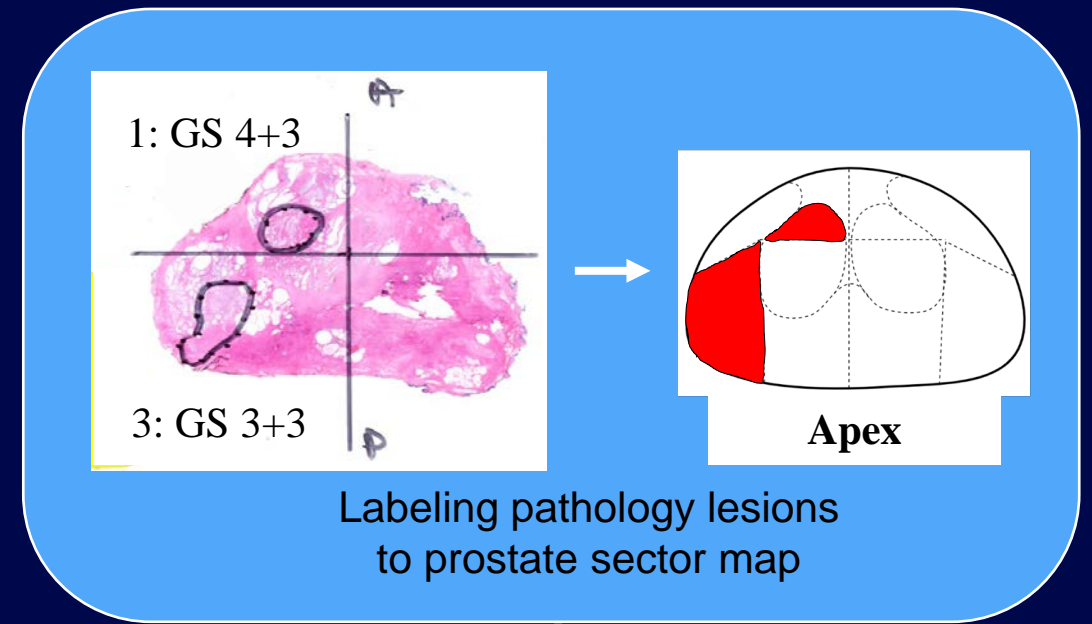 A
1: GS 4+3
3: GS 3+3
P
Apex
Labeling pathology lesions
to prostate sector map